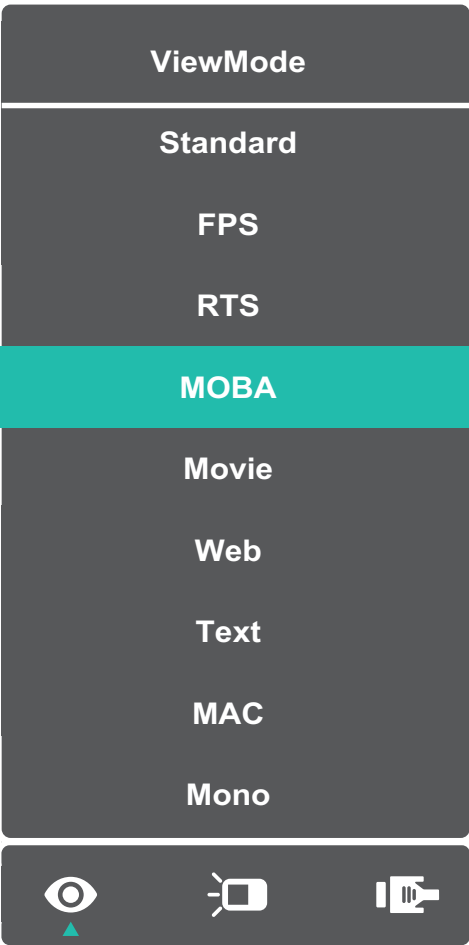 ViewMode
Standard
FPS
RTS
MOBA
Movie
Web
Text
MAC
Mono